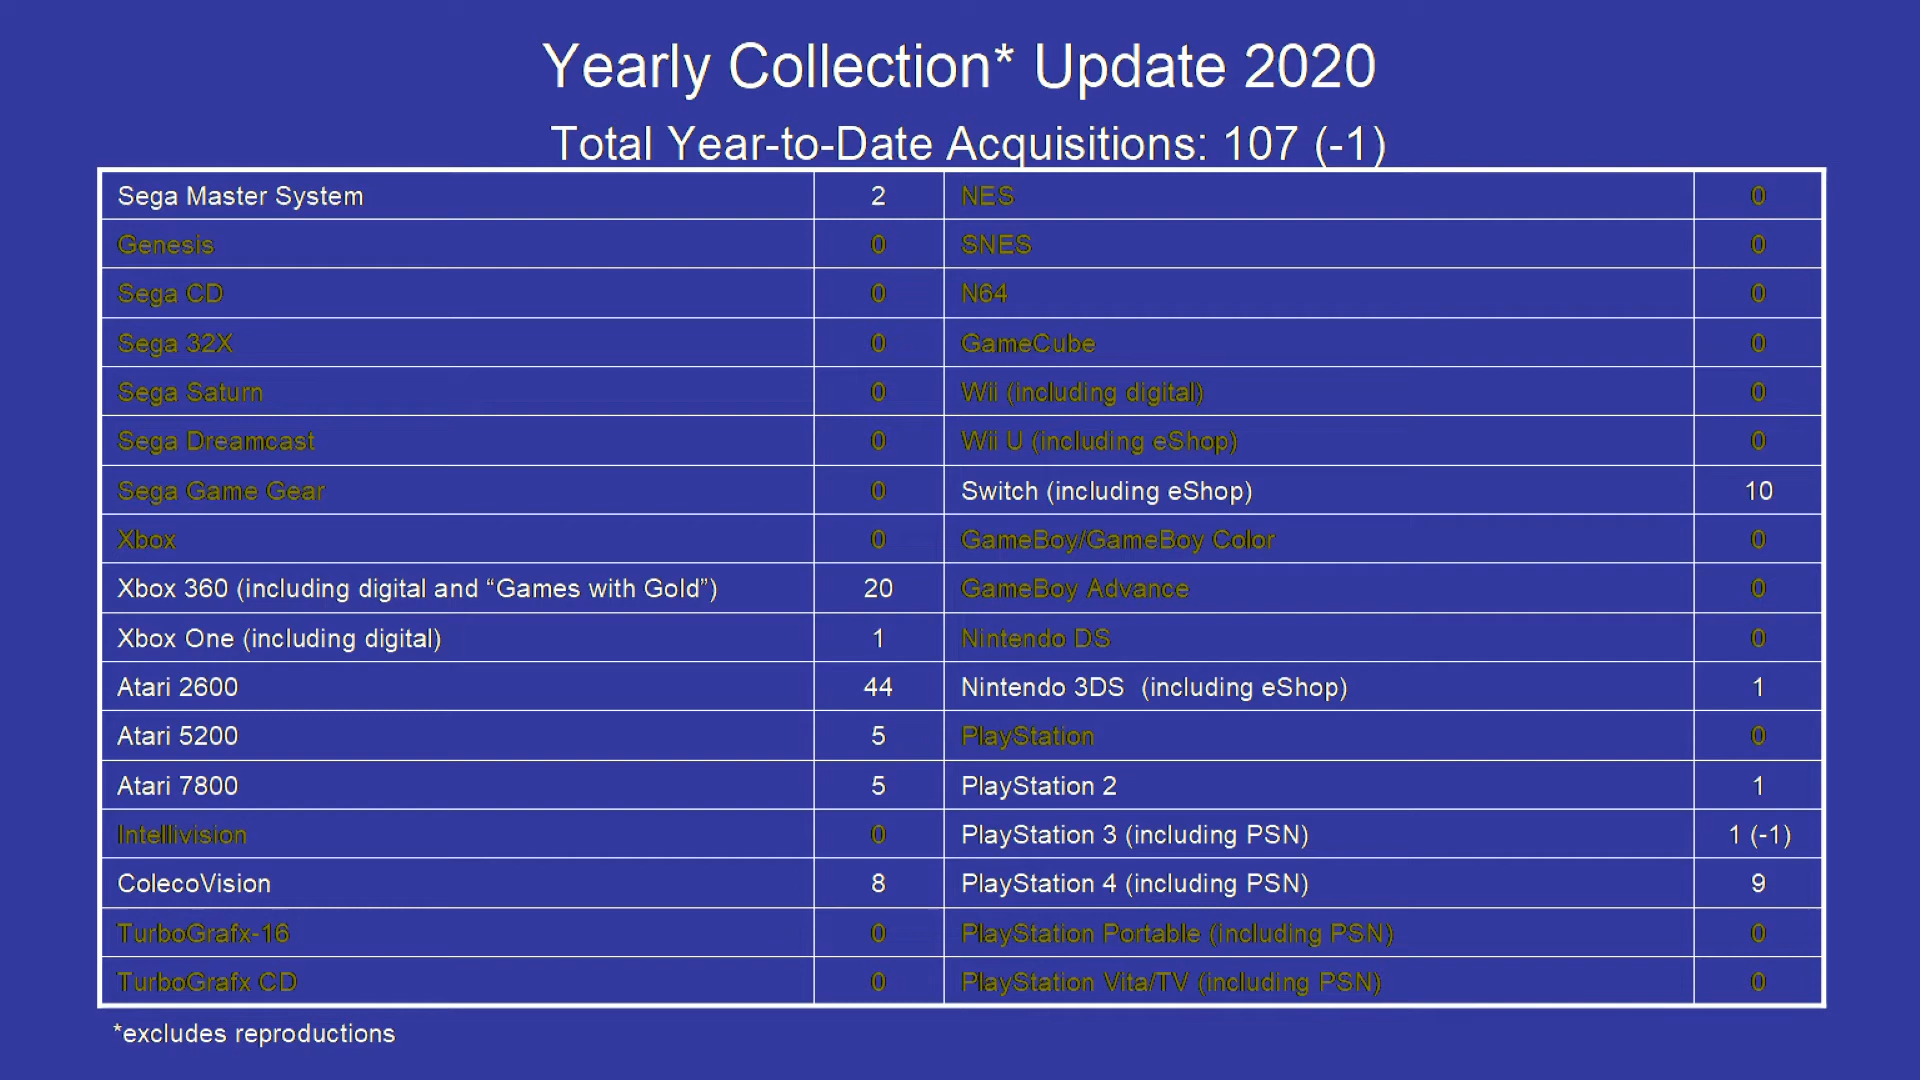 Yearly Collection* Update 2020
Total Year-to-Date Acquisitions: 107 (-1)
Sega Master System 2 NES 0
Genesis 0 SNES 0
Sega CD 0 N64 0
Sega 32X 0 GameCube 0
Sega Saturn 0 Wii (including digital) 0
Sega Dreamcast 0 Wii U (including eShop) 0
Sega Game Gear 0 Switch (including eShop) 10
Xbox 0 GameBoy/GameBoy Color 0
Xbox 360 (including digital and “Games with Gold”) 20 GameBoy Advance 0
Xbox One (including digital) 1 Nintendo DS 0
Atari 2600 44 Nintendo 3DS (including eShop) 1
Atari 5200 5 PlayStation 0
Atari 7800 5 PlayStation 2 1
Intellivision 0 PlayStation 3 (including PSN) 1 (-1)
ColecoVision 8 PlayStation 4 (including PSN) 9
TurboGrafx-16 0 PlayStation Portable (including PSN) 0
TurboGrafx CD 0 PlayStation Vita/TV (including PSN) 0
*excludes reproductions